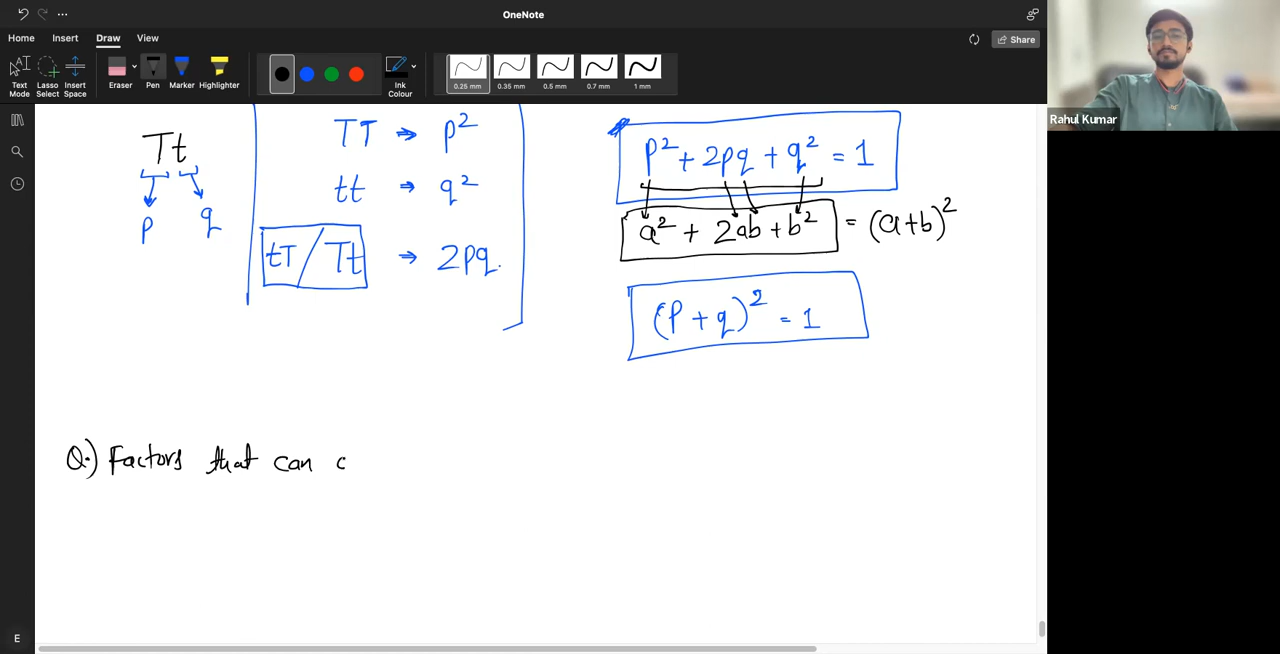 OneNote
Home Insert Draw View
Share
Text Mode
Lasso Select
Insert Space
Eraser
Pen
Marker
Highlighter
Ink Colour
0.25 mm
0.35 mm
0.5 mm
0.7 mm
1 mm
Rahul Kumar
Tt
p q
TT → p²
tt → q²
tT / Tt → 2pq.
p² + 2pq + q² = 1
a² + 2ab + b² = (a+b)²
(p + q)² = 1
Q.) Factors that can c
E